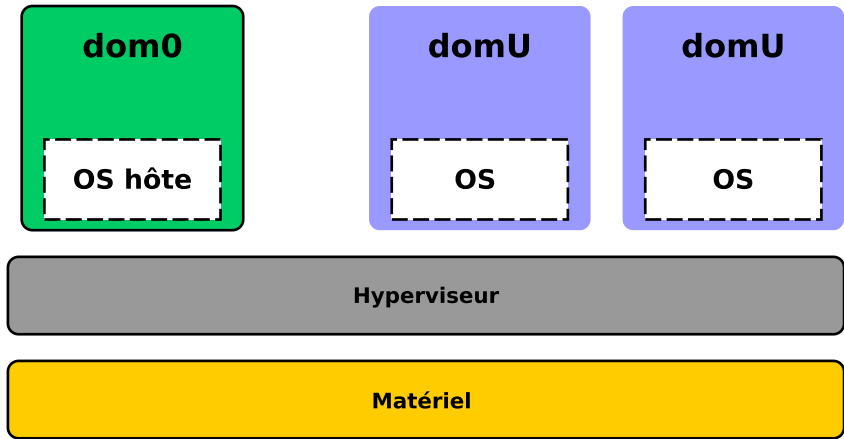 dom0
domU
domU
OS hôte
OS
OS
Hyperviseur
Matériel